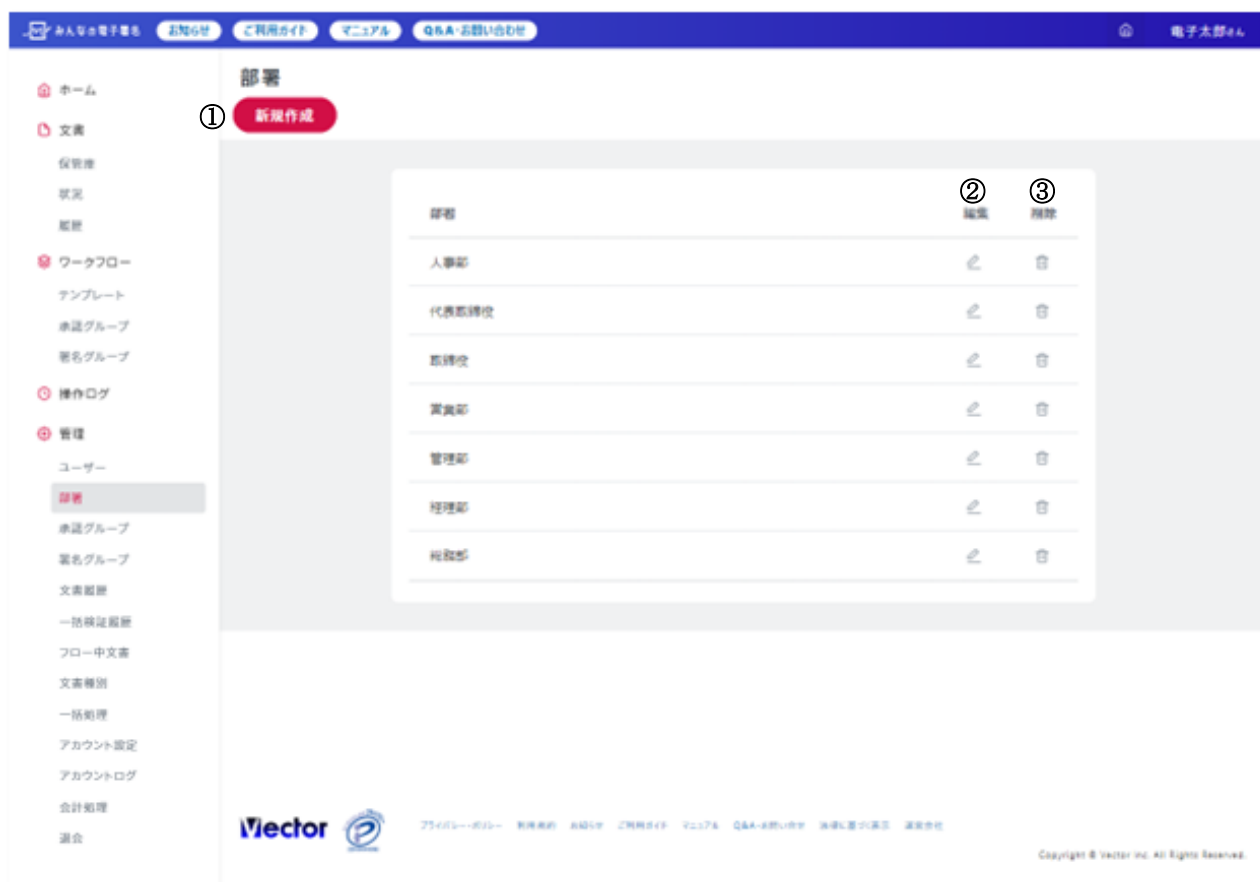 みんなの電子署名 お知らせ ご利用ガイド マニュアル Q&A・お問い合わせ 電子太郎さん
ホーム
文書
保管庫
状況
履歴
ワークフロー
テンプレート
承認グループ
署名グループ
操作ログ
管理
ユーザー
部署
承認グループ
署名グループ
文書履歴
一括検証履歴
フロー中文書
文書種別
一括処理
アカウント設定
アカウントログ
会計処理
退会
部署
① 新規作成
② ③
部署 編集 削除
人事部
代表取締役
取締役
営業部
管理部
経理部
総務部
Vector プライバシーポリシー 利用規約 お知らせ ご利用ガイド マニュアル Q&A・お問い合わせ 法律に基づく表示 運営会社
Copyright © Vector Inc. All Rights Reserved.